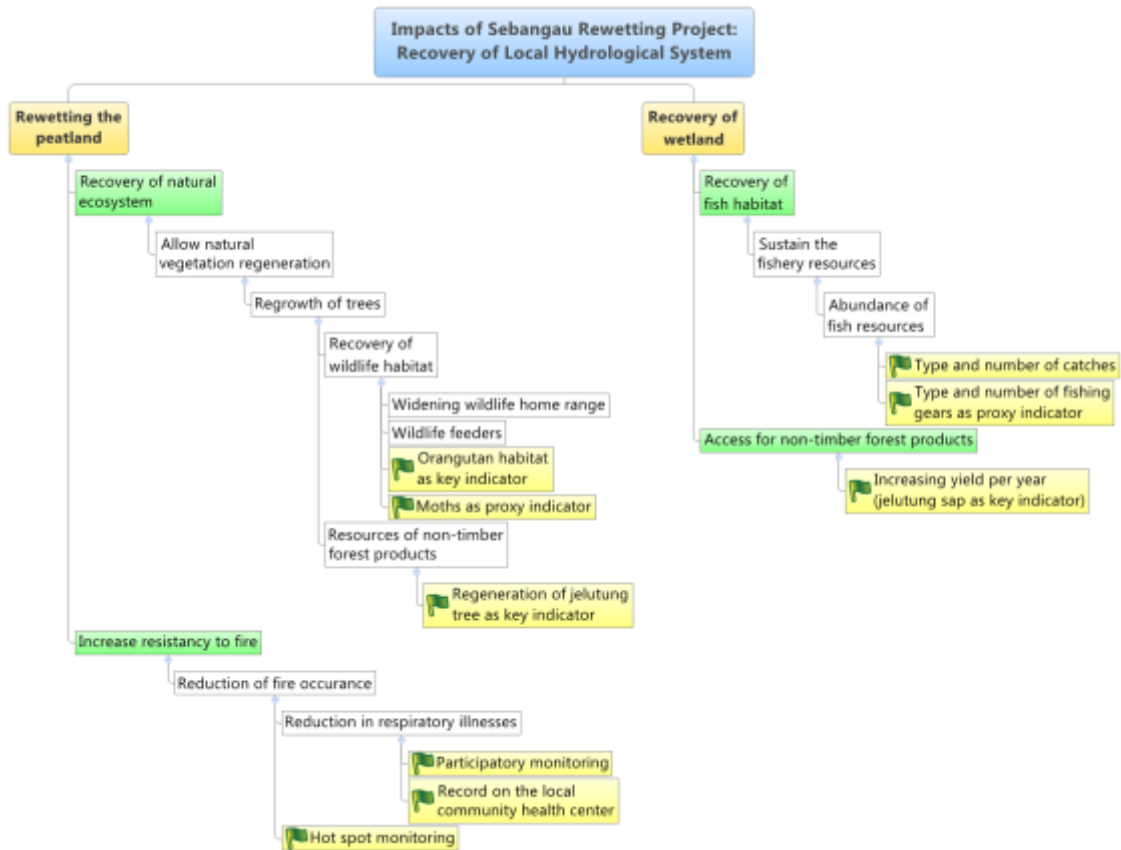 Impacts of Sebangau Rewetting Project:
Recovery of Local Hydrological System
Rewetting the
peatland
Recovery of natural
ecosystem
Allow natural
vegetation regeneration
Regrowth of trees
Recovery of
wildlife habitat
Widening wildlife home range
Wildlife feeders
Orangutan habitat
as key indicator
Moths as proxy indicator
Resources of non-timber
forest products
Regeneration of jelutung
tree as key indicator
Increase resistancy to fire
Reduction of fire occurance
Reduction in respiratory illnesses
Participatory monitoring
Record on the local
community health center
Hot spot monitoring
Recovery of
wetland
Recovery of
fish habitat
Sustain the
fishery resources
Abundance of
fish resources
Type and number of catches
Type and number of fishing
gears as proxy indicator
Access for non-timber forest products
Increasing yield per year
(jelutung sap as key indicator)